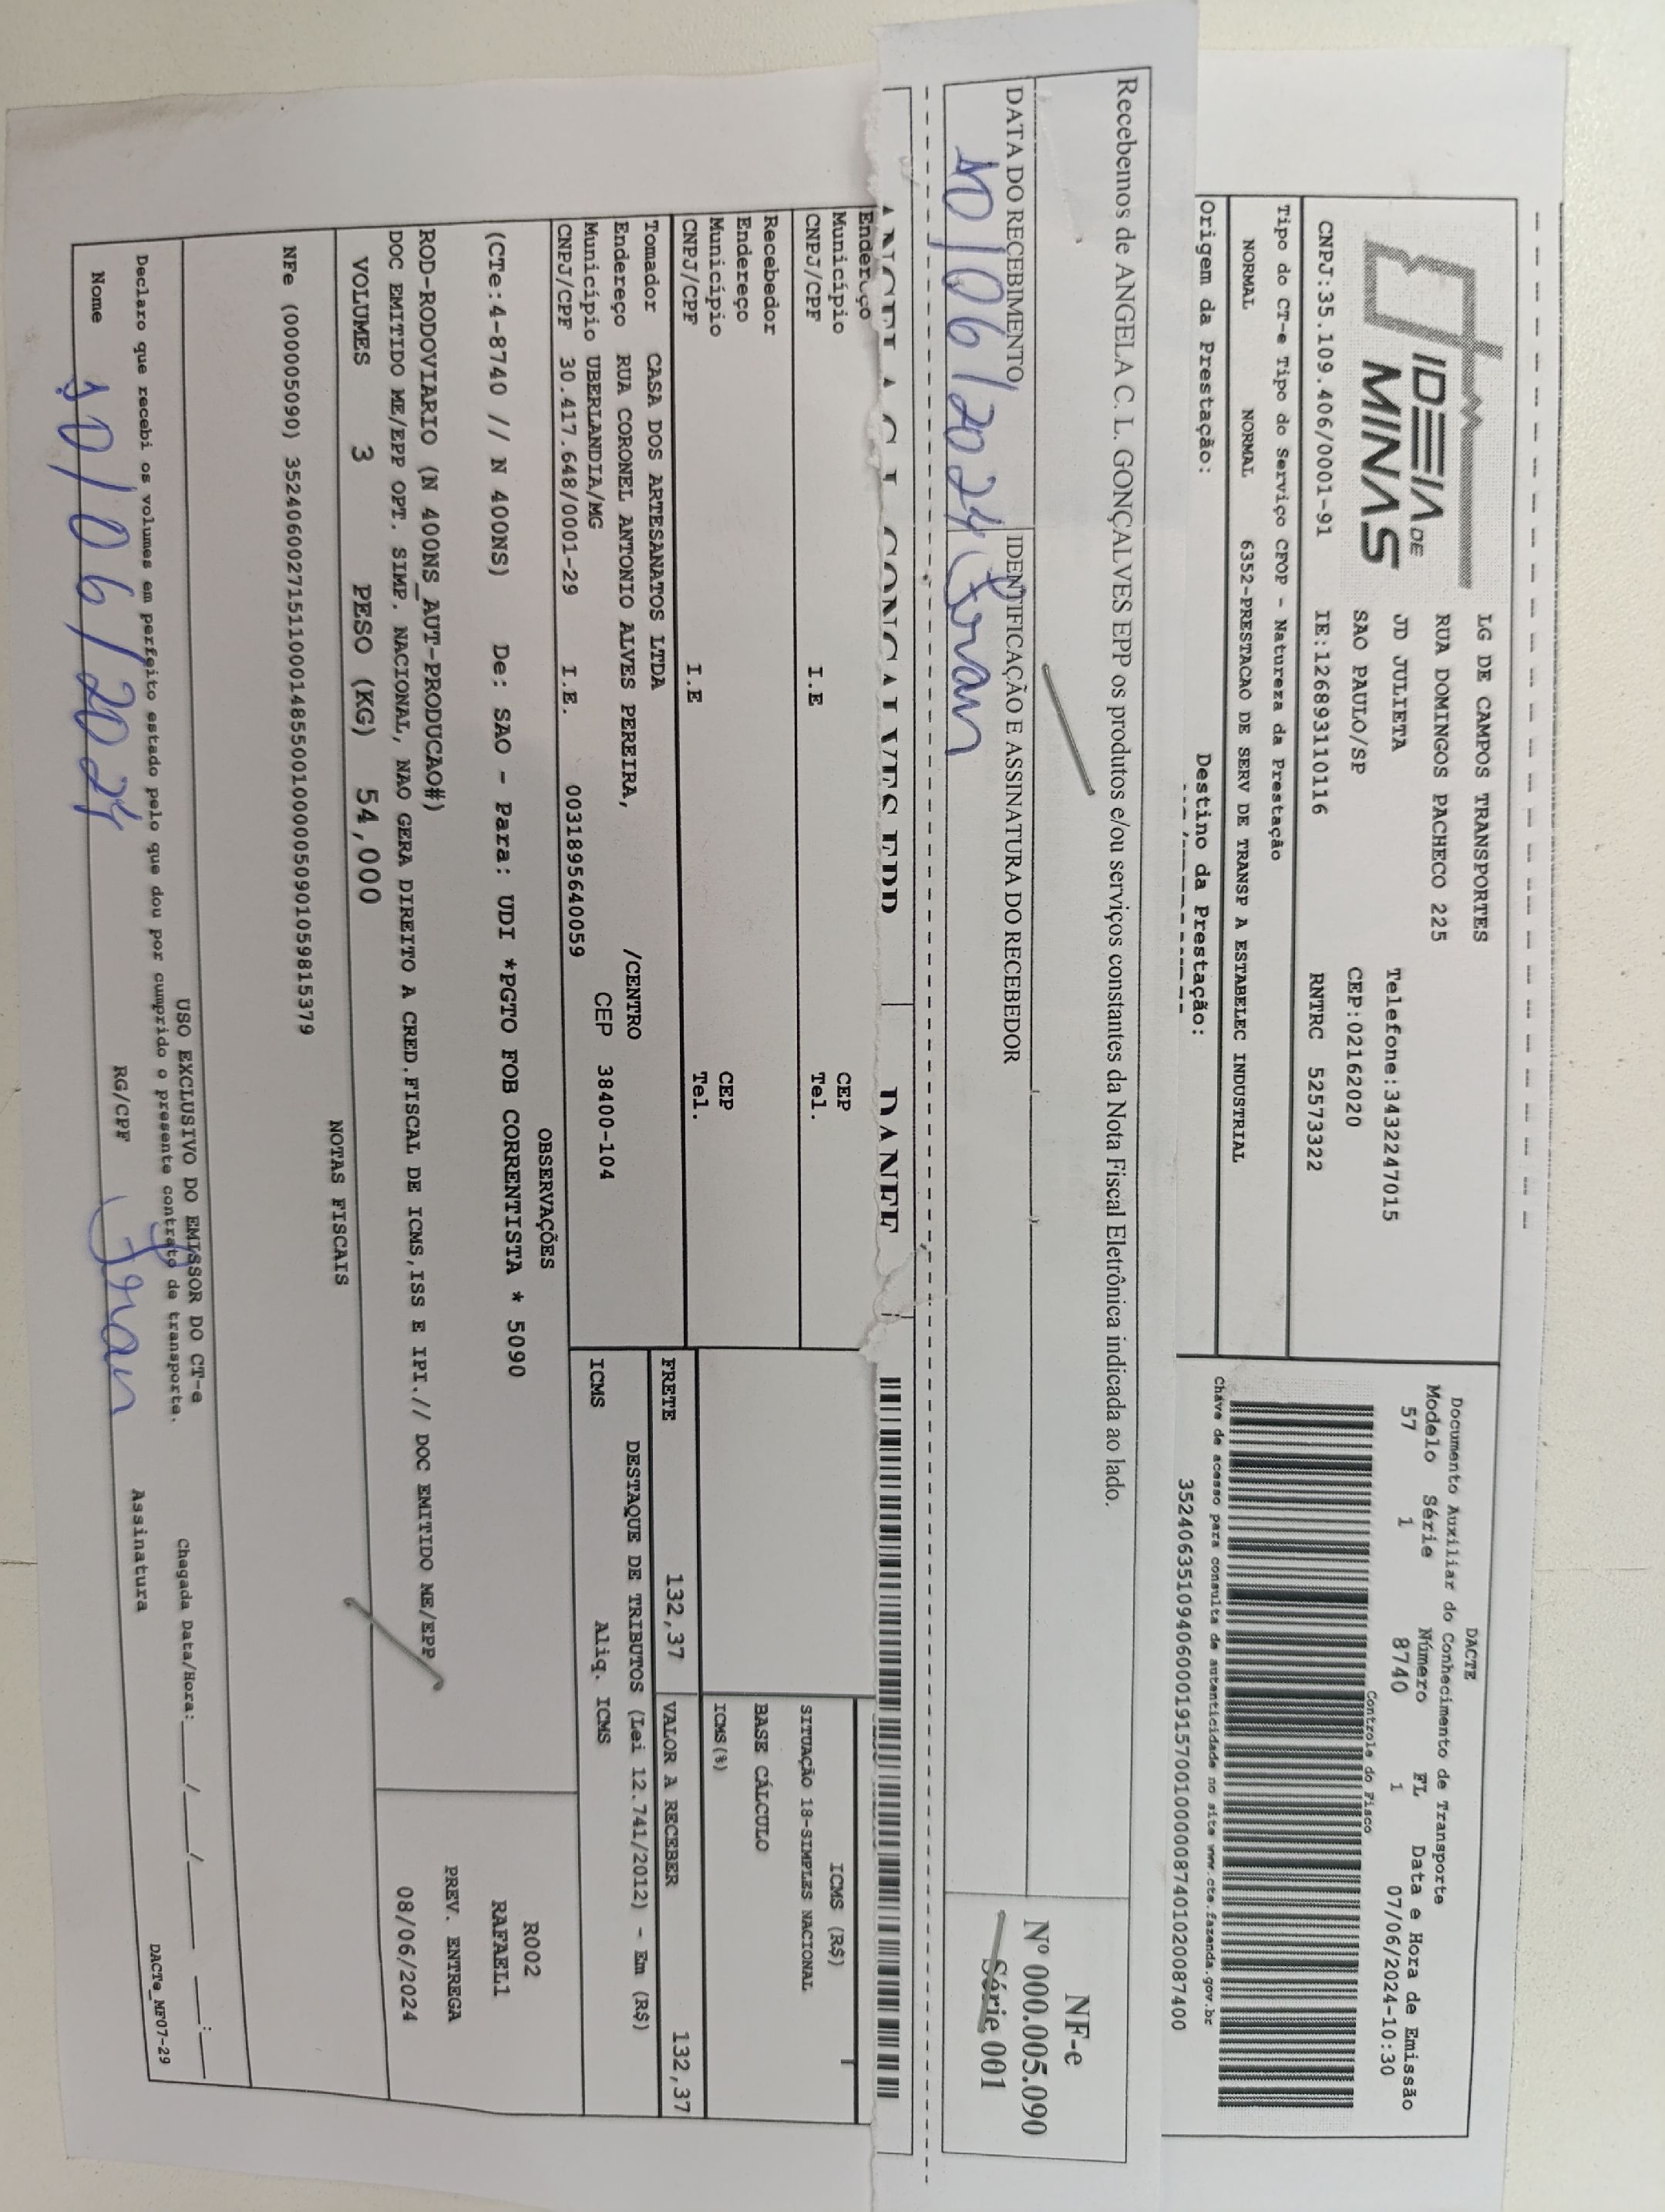 IDEIA DE
MINAS
LG DE CAMPOS TRANSPORTES
RUA DOMINGOS PACHECO 225
JD JULIETA Telefone:3432247015
SAO PAULO/SP CEP:02162020
CNPJ:35.109.406/0001-91 IE:126893110116 RNTRC 52573322
Tipo do CT-e Tipo do Serviço CFOP - Natureza da Prestação
NORMAL NORMAL 6352-PRESTACAO DE SERV DE TRANSP A ESTABELEC INDUSTRIAL
Origem da Prestação: Destino da Prestação:
DACTE
Documento Auxiliar do Conhecimento de Transporte
Modelo Série Número FL Data e Hora de Emissão
57 1 8740 1 07/06/2024-10:30
Controle do Fisco
Chave de acesso para consulta de autenticidade no site www.cte.fazenda.gov.br
35240635109406000191570010000087401020087400
Recebemos de ANGELA C. L. GONÇALVES EPP os produtos e/ou serviços constantes da Nota Fiscal Eletrônica indicada ao lado.
DATA DO RECEBIMENTO IDENTIFICAÇÃO E ASSINATURA DO RECEBEDOR
10/06/2024
NF-e
Nº 000.005.090
Série 001
ANGELA C. L. GONÇALVES EPP DANFE
Endereço
Município CEP
CNPJ/CPF I.E Tel.
Recebedor
Endereço
Município CEP
CNPJ/CPF I.E Tel.
ICMS (R$)
SITUAÇÃO 18-SIMPLES NACIONAL
BASE CÁLCULO
ICMS(%)
Tomador CASA DOS ARTESANATOS LTDA
Endereço RUA CORONEL ANTONIO ALVES PEREIRA, /CENTRO
Município UBERLANDIA/MG CEP 38400-104
CNPJ/CPF 30.417.648/0001-29 I.E. 0031895640059
FRETE 132,37 VALOR A RECEBER 132,37
DESTAQUE DE TRIBUTOS (Lei 12.741/2012) - Em (R$)
ICMS Aliq. ICMS
OBSERVAÇÕES
(CTe:4-8740 // N 400NS) De: SAO - Para: UDI *PGTO FOB CORRENTISTA * 5090
R002
RAFAEL1
ROD-RODOVIARIO (N 400NS_AUT-PRODUCAO#)
DOC EMITIDO ME/EPP OPT. SIMP. NACIONAL, NAO GERA DIREITO A CRED.FISCAL DE ICMS,ISS E IPI.// DOC EMITIDO ME/EPP
PREV. ENTREGA
08/06/2024
VOLUMES 3 PESO (KG) 54,000
NOTAS FISCAIS
NFe (000005090) 35240600271511000148550010000050901059815379
USO EXCLUSIVO DO EMISSOR DO CT-e
Declaro que recebi os volumes em perfeito estado pelo que dou por cumprido o presente contrato de transporte.
Chegada Data/Hora:____/____/____ ___:___
Nome RG/CPF Assinatura
10/06/2024
DACTe_MF07-29